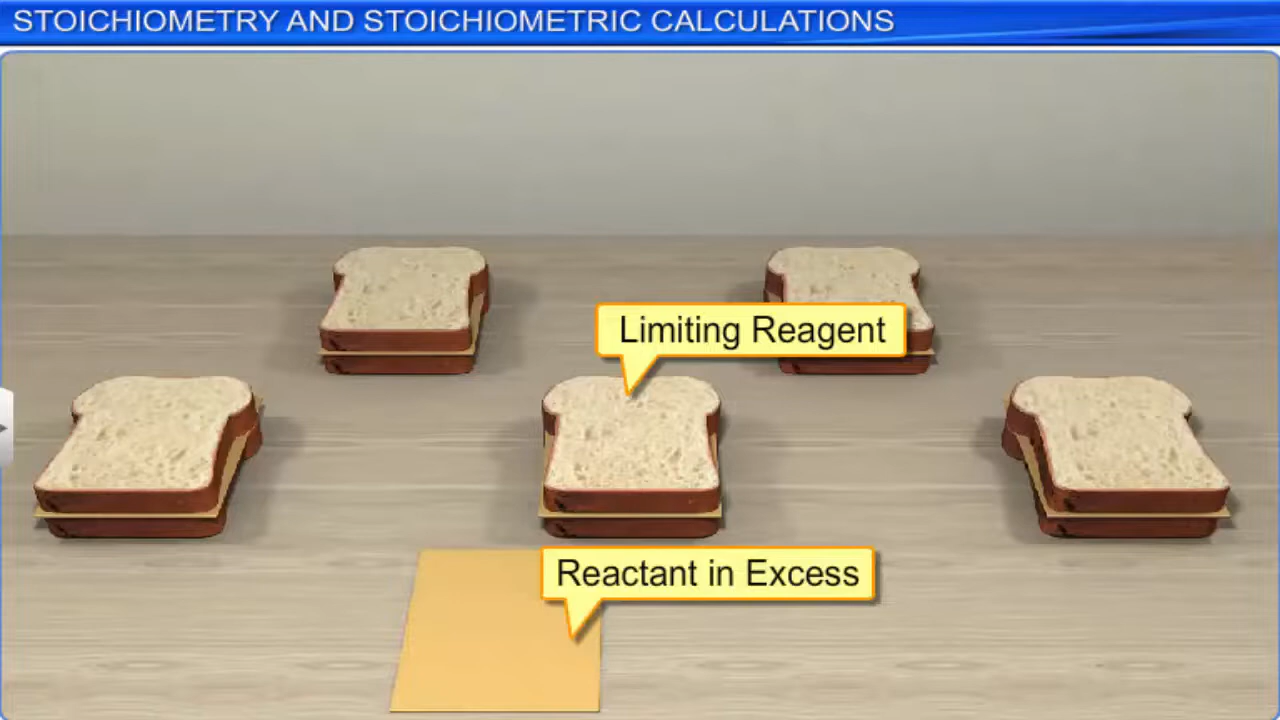 STOICHIOMETRY AND STOICHIOMETRIC CALCULATIONS
Limiting Reagent
Reactant in Excess